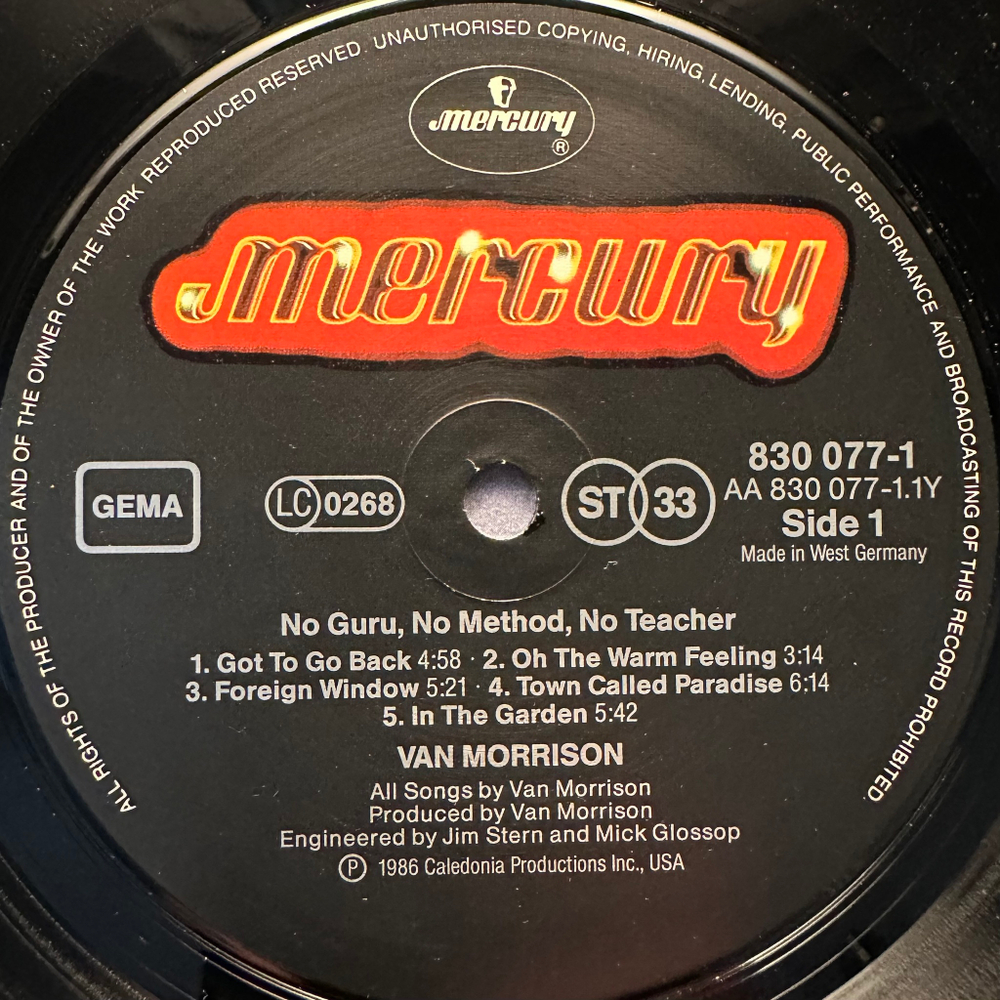 ALL RIGHTS OF THE PRODUCER AND OF THE OWNER OF THE WORK REPRODUCED RESERVED. UNAUTHORISED COPYING, HIRING, LENDING, PUBLIC PERFORMANCE AND BROADCASTING OF THIS RECORD PROHIBITED
mercury
®
mercury
GEMA
LC 0268
ST 33
830 077-1
AA 830 077-1.1Y
Side 1
Made in West Germany
No Guru, No Method, No Teacher
1. Got To Go Back 4:58 · 2. Oh The Warm Feeling 3:14
3. Foreign Window 5:21 · 4. Town Called Paradise 6:14
5. In The Garden 5:42
VAN MORRISON
All Songs by Van Morrison
Produced by Van Morrison
Engineered by Jim Stern and Mick Glossop
Ⓟ 1986 Caledonia Productions Inc., USA